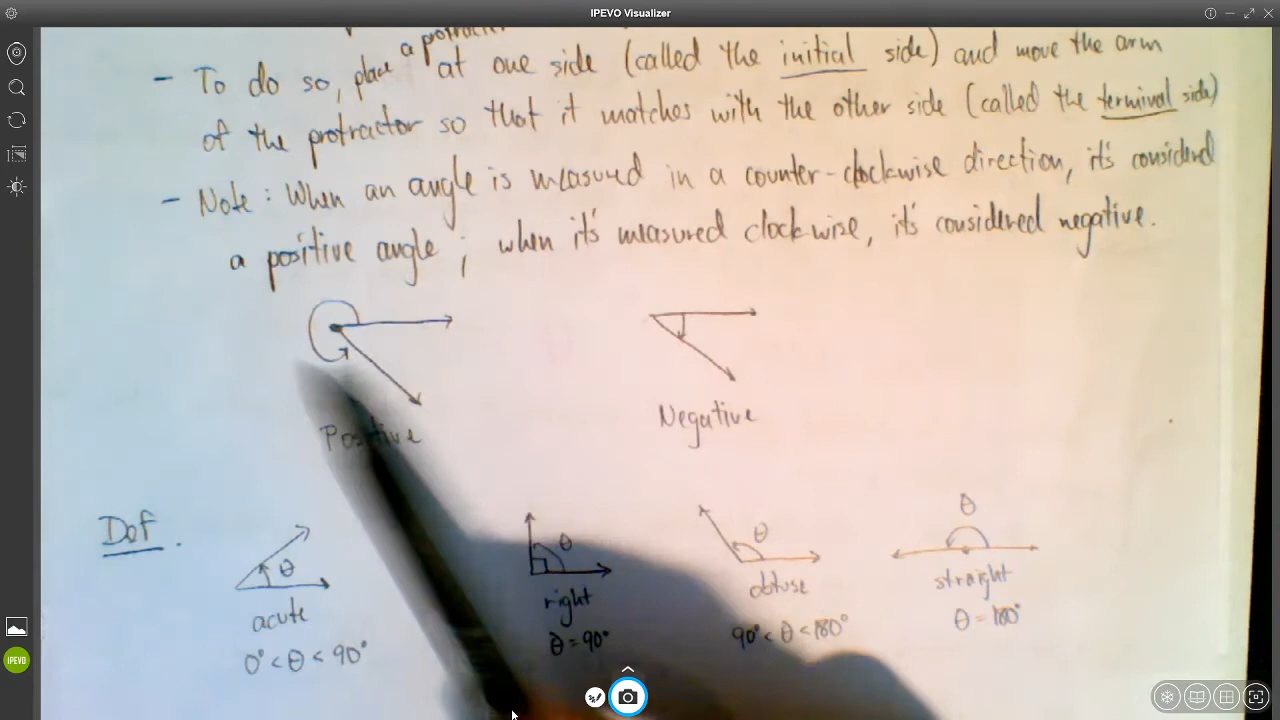 IPEVO Visualizer
a protractor
- To do so, place at one side (called the initial side) and move the arm
of the protractor so that it matches with the other side (called the terminal side)
- Note: When an angle is measured in a counter-clockwise direction, it's considered
a positive angle; when it's measured clockwise, it's considered negative.
Positive
Negative
Def.
θ
acute
0° < θ < 90°
θ
right
θ = 90°
θ
obtuse
90° < θ < 180°
θ
straight
θ = 180°
IPEVO